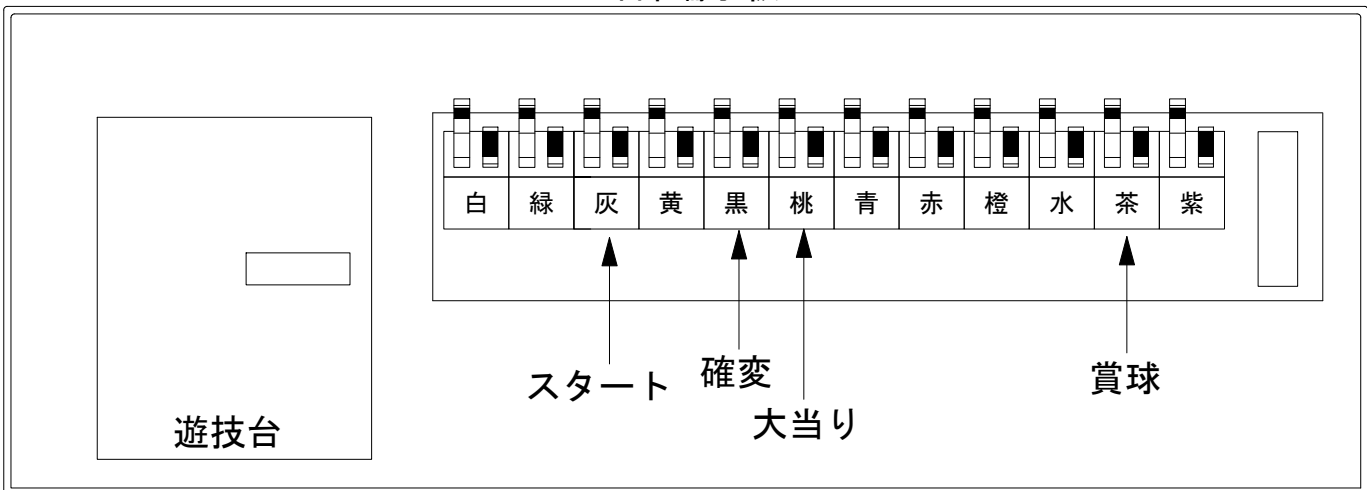 白 緑 灰 黄 黒 桃 青 赤 橙 水 茶 紫
スタート
確変
大当り
賞球
遊技台